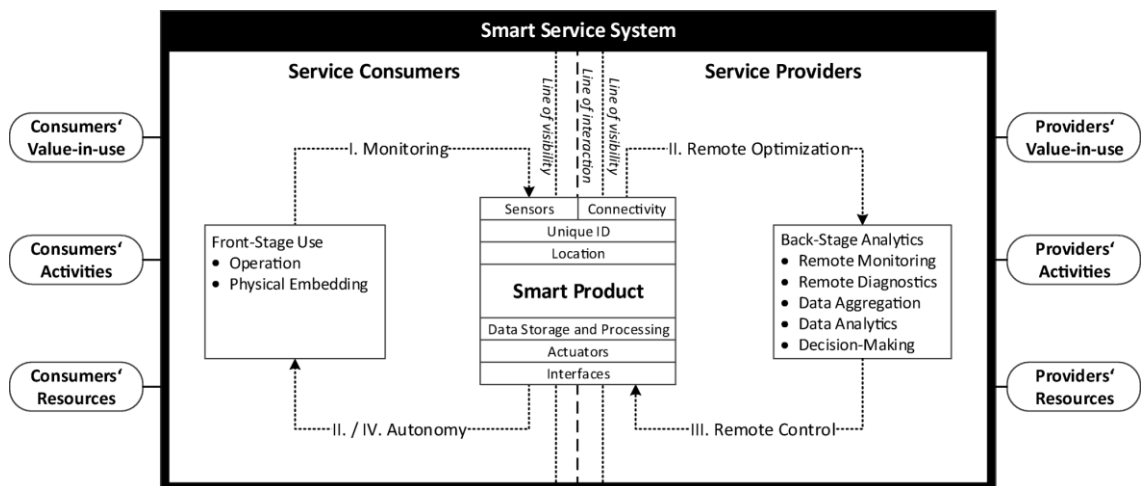 Smart Service System
Service Consumers
Service Providers
Line of visibility
Line of interaction
Line of visibility
Consumers‘
Value-in-use
Consumers‘
Activities
Consumers‘
Resources
I. Monitoring
II. Remote Optimization
Front-Stage Use
● Operation
● Physical Embedding
Sensors
Connectivity
Unique ID
Location
Smart Product
Data Storage and Processing
Actuators
Interfaces
Back-Stage Analytics
● Remote Monitoring
● Remote Diagnostics
● Data Aggregation
● Data Analytics
● Decision-Making
II. / IV. Autonomy
III. Remote Control
Providers‘
Value-in-use
Providers‘
Activities
Providers‘
Resources